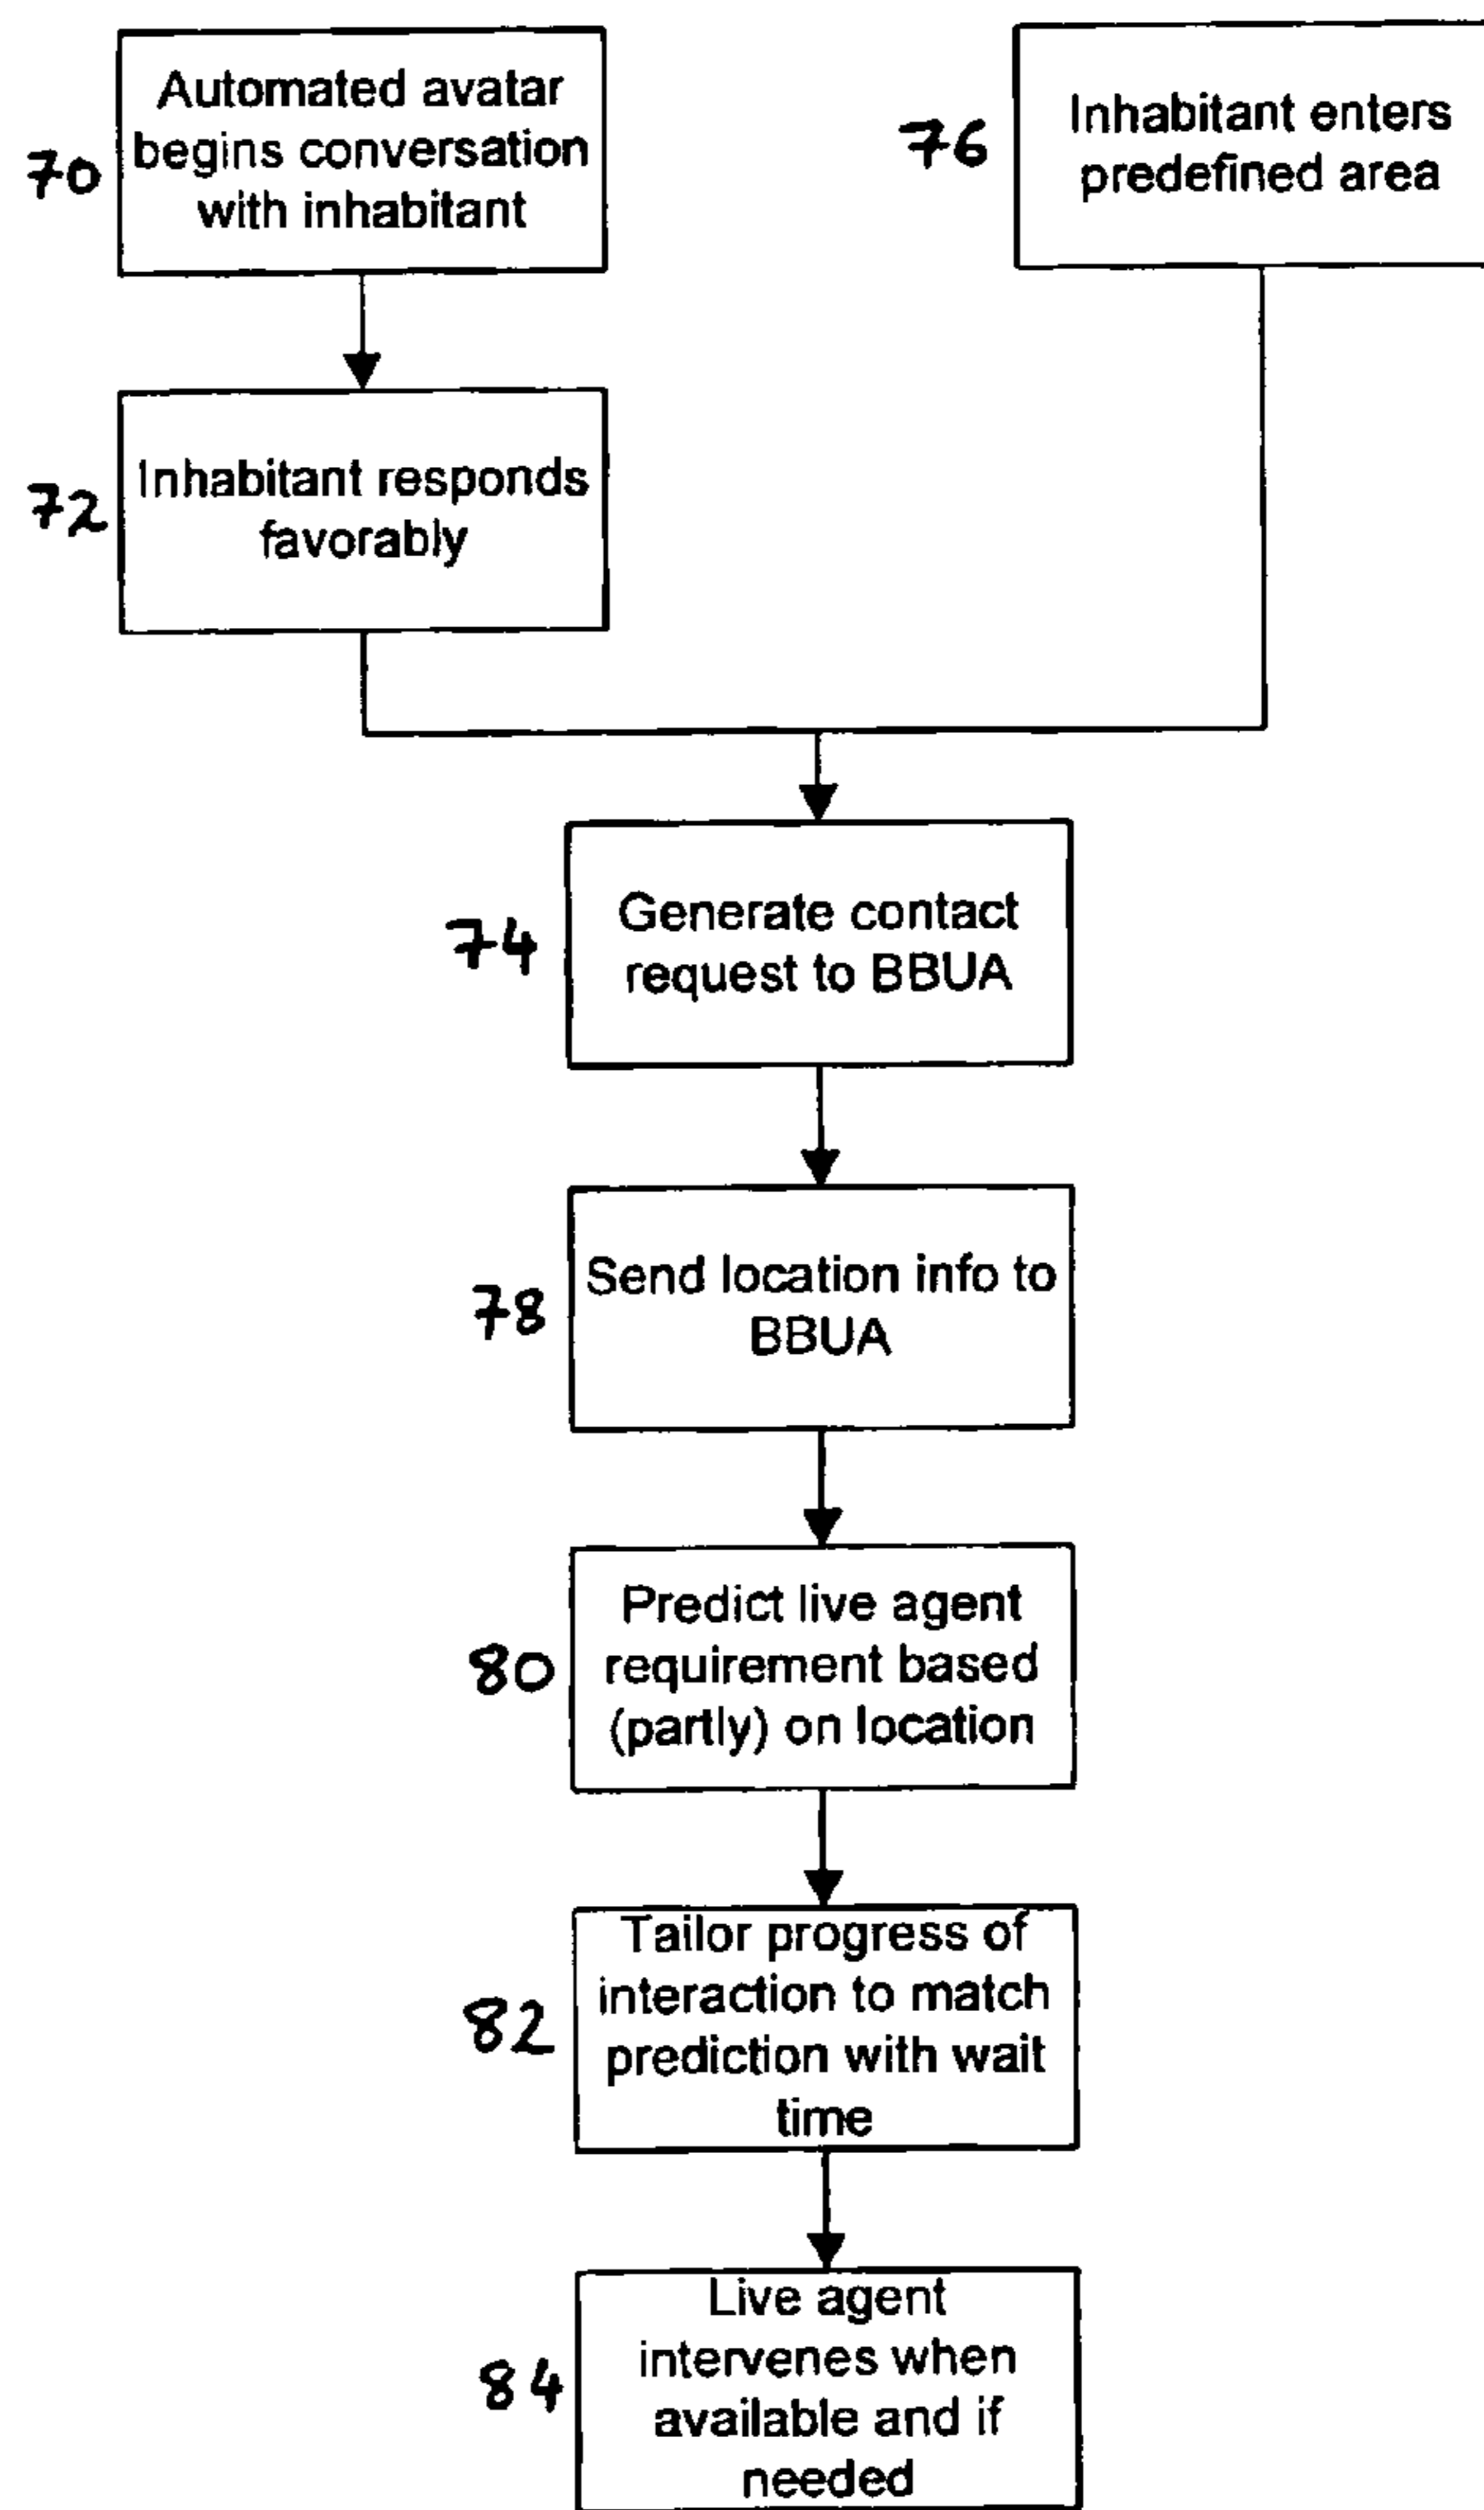 Automated avatar
begins conversation
with inhabitant
70
Inhabitant enters
predefined area
76
Inhabitant responds
favorably
72
Generate contact
request to BBUA
74
Send location info to
BBUA
78
Predict live agent
requirement based
(partly) on location
80
Tailor progress of
interaction to match
prediction with wait
time
82
Live agent
intervenes when
available and if
needed
84